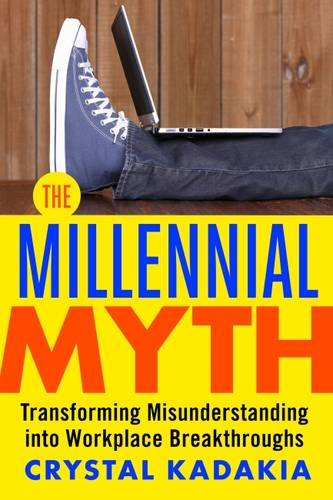 THE
MILLENNIAL
MYTH
Transforming Misunderstanding
into Workplace Breakthroughs
CRYSTAL KADAKIA